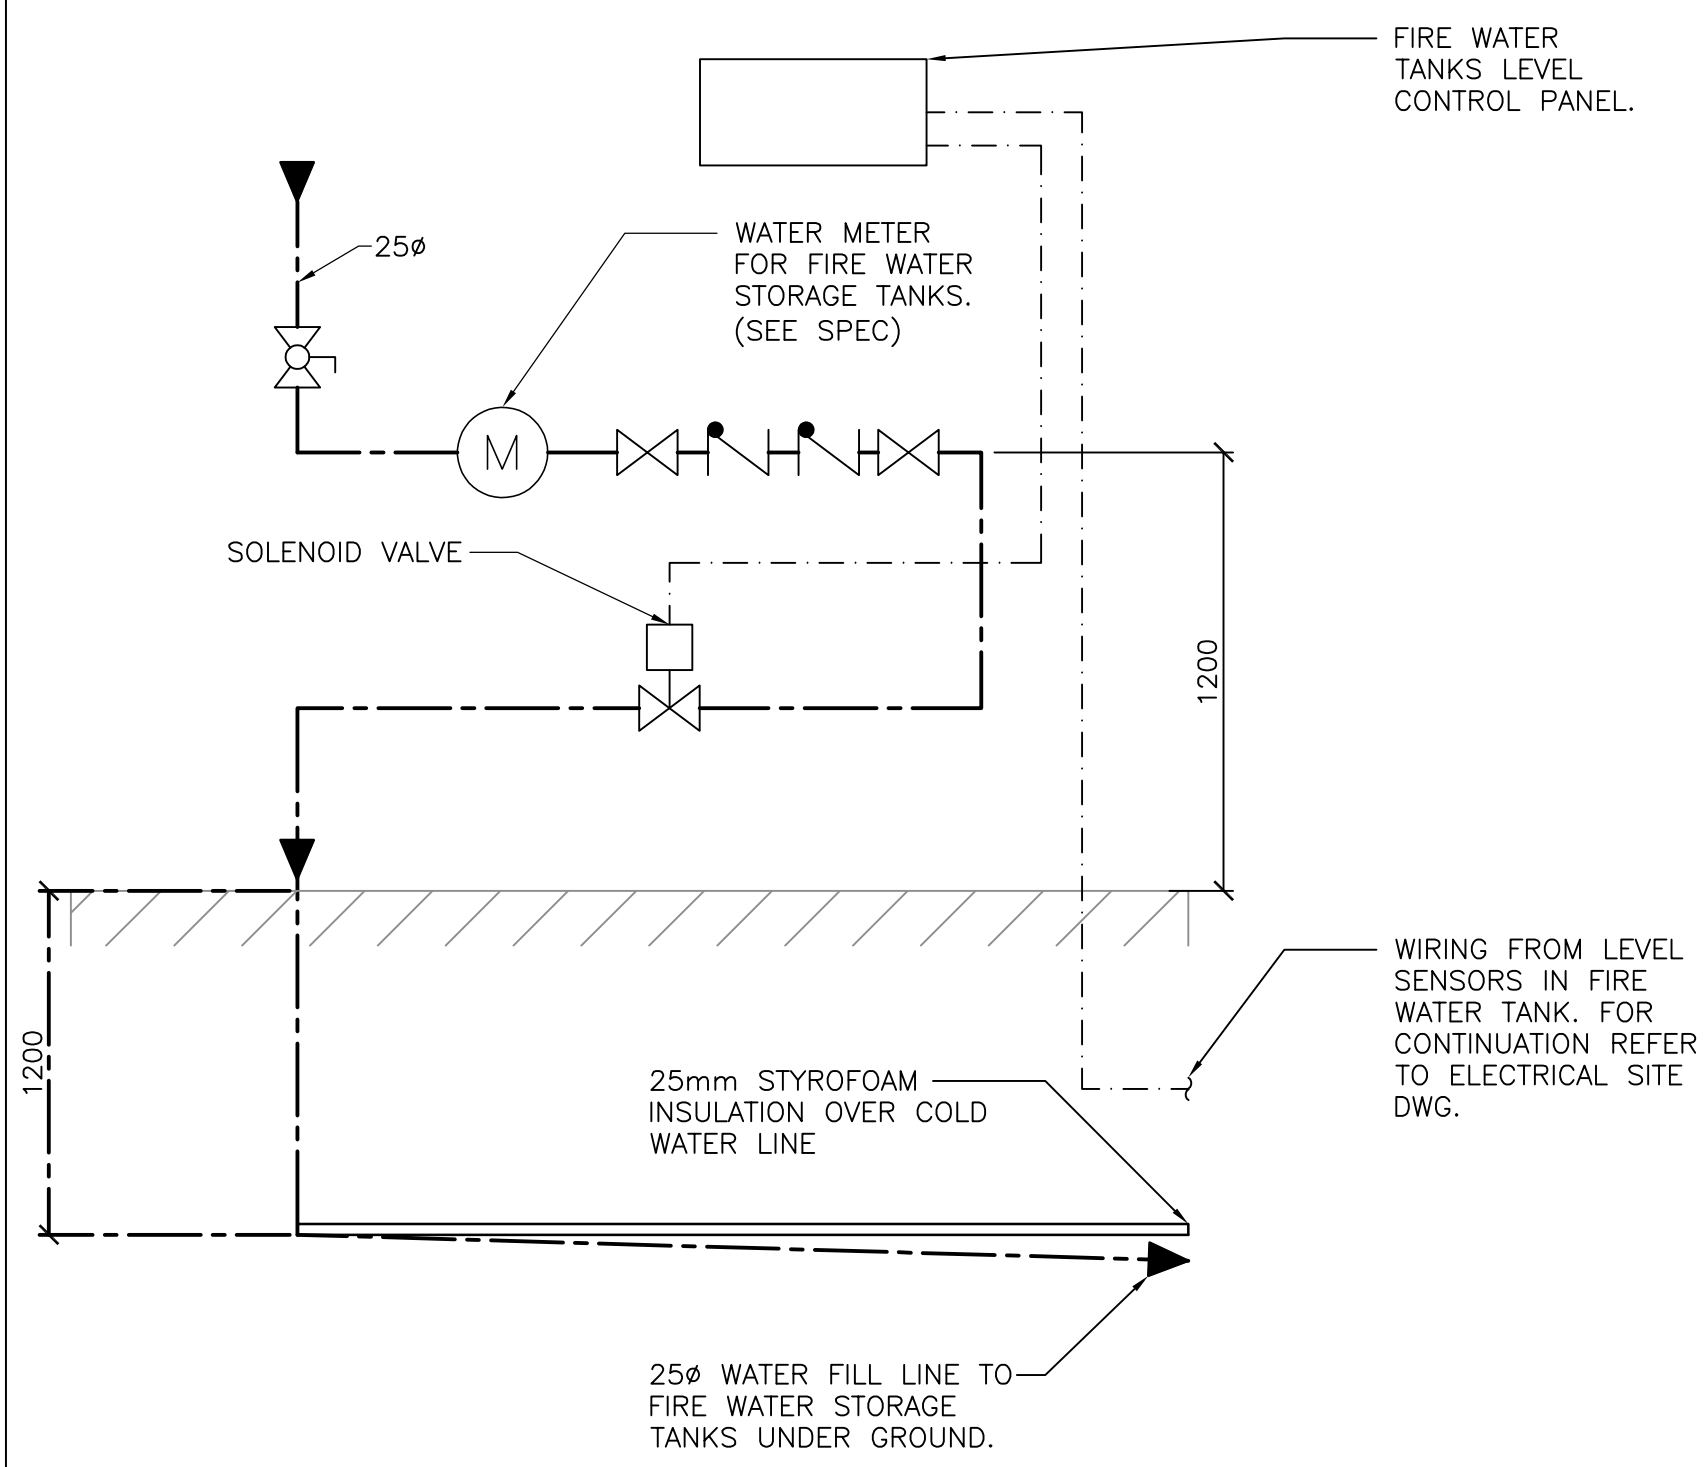 FIRE WATER
TANKS LEVEL
CONTROL PANEL.
25ø
WATER METER
FOR FIRE WATER
STORAGE TANKS.
(SEE SPEC)
M
SOLENOID VALVE
1200
WIRING FROM LEVEL
SENSORS IN FIRE
WATER TANK. FOR
CONTINUATION REFER
TO ELECTRICAL SITE
DWG.
1200
25mm STYROFOAM
INSULATION OVER COLD
WATER LINE
25ø WATER FILL LINE TO
FIRE WATER STORAGE
TANKS UNDER GROUND.